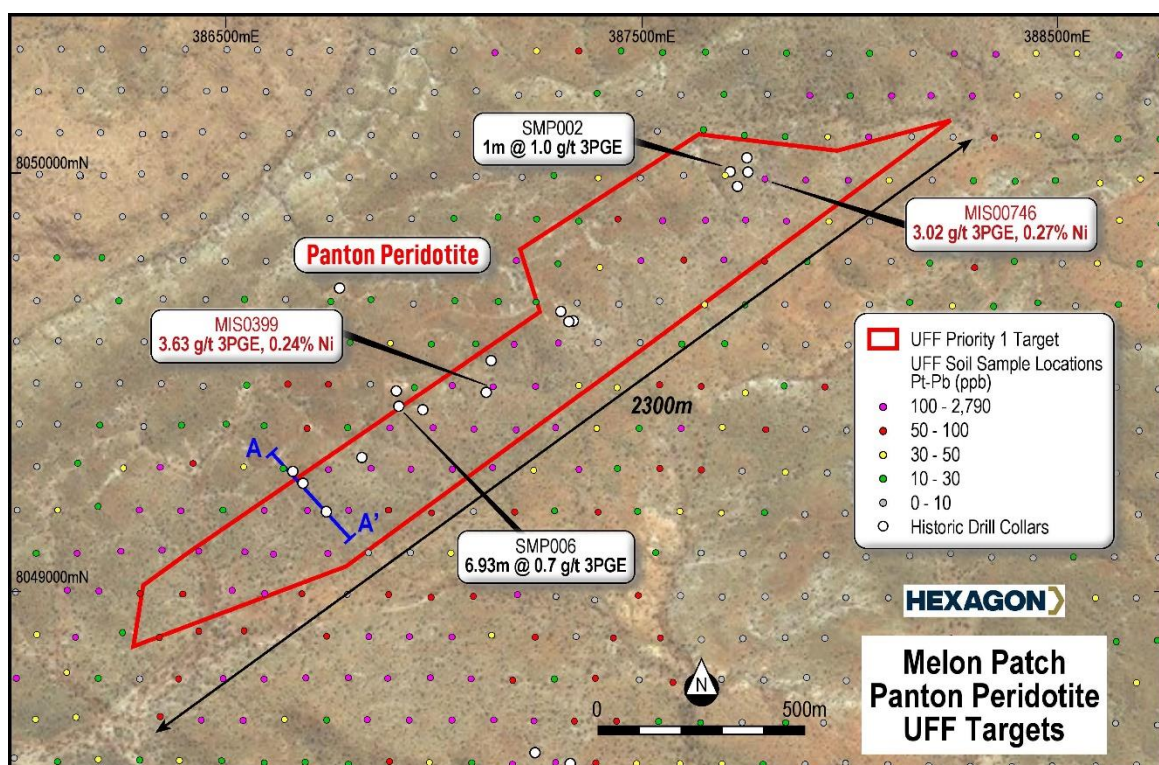 386500mE
387500mE
388500mE
SMP002
1m @ 1.0 g/t 3PGE
8050000mN
MIS00746
3.02 g/t 3PGE, 0.27% Ni
Panton Peridotite
MIS0399
3.63 g/t 3PGE, 0.24% Ni
UFF Priority 1 Target
UFF Soil Sample Locations
Pt-Pb (ppb)
100 - 2,790
50 - 100
30 - 50
10 - 30
0 - 10
Historic Drill Collars
2300m
A
A'
SMP006
6.93m @ 0.7 g/t 3PGE
8049000mN
HEXAGON
Melon Patch
Panton Peridotite
UFF Targets
N
0
500m